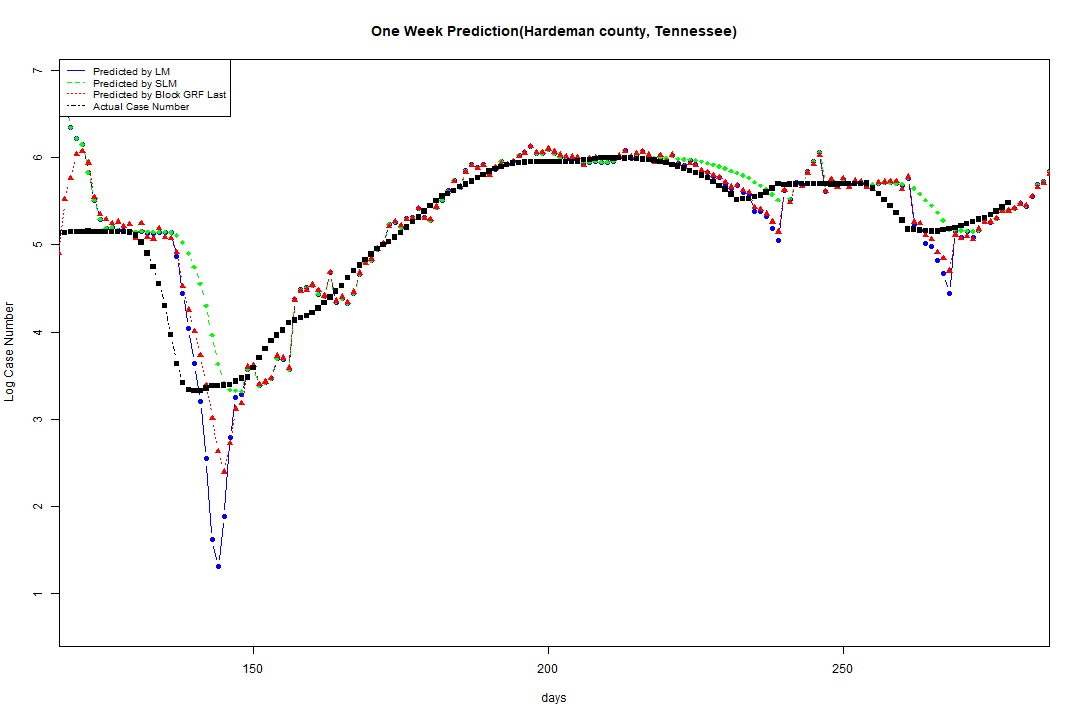 One Week Prediction(Hardeman county, Tennessee)
Predicted by LM
Predicted by SLM
Predicted by Block GRF Last
Actual Case Number
7
6
5
4
3
2
1
Log Case Number
150 200 250
days